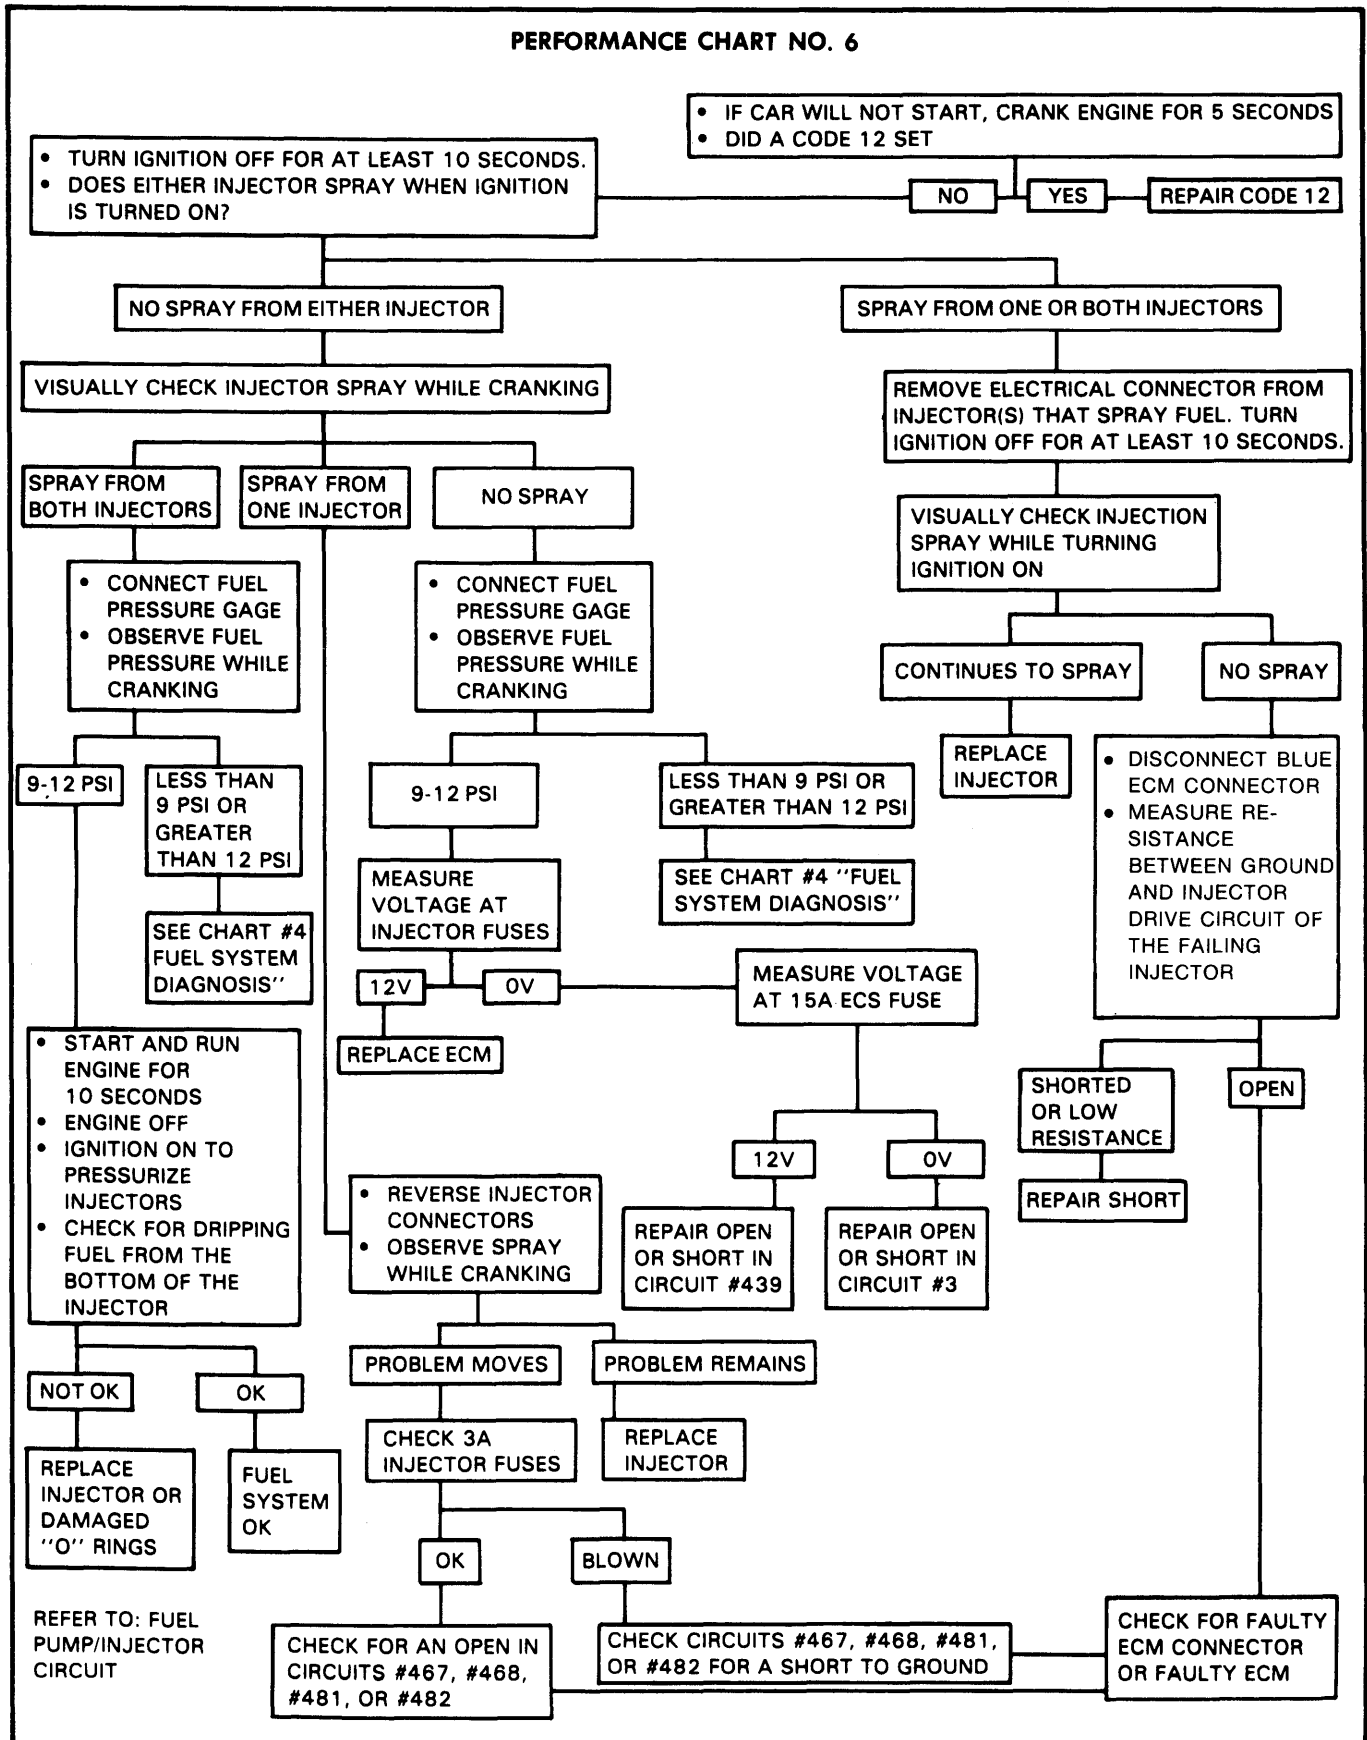 PERFORMANCE CHART NO. 6
• IF CAR WILL NOT START, CRANK ENGINE FOR 5 SECONDS
• DID A CODE 12 SET
NO
YES
REPAIR CODE 12
• TURN IGNITION OFF FOR AT LEAST 10 SECONDS.
• DOES EITHER INJECTOR SPRAY WHEN IGNITION
IS TURNED ON?
NO SPRAY FROM EITHER INJECTOR
SPRAY FROM ONE OR BOTH INJECTORS
VISUALLY CHECK INJECTOR SPRAY WHILE CRANKING
REMOVE ELECTRICAL CONNECTOR FROM
INJECTOR(S) THAT SPRAY FUEL. TURN
IGNITION OFF FOR AT LEAST 10 SECONDS.
SPRAY FROM
BOTH INJECTORS
SPRAY FROM
ONE INJECTOR
NO SPRAY
VISUALLY CHECK INJECTION
SPRAY WHILE TURNING
IGNITION ON
• CONNECT FUEL
PRESSURE GAGE
• OBSERVE FUEL
PRESSURE WHILE
CRANKING
• CONNECT FUEL
PRESSURE GAGE
• OBSERVE FUEL
PRESSURE WHILE
CRANKING
CONTINUES TO SPRAY
NO SPRAY
9-12 PSI
LESS THAN
9 PSI OR
GREATER
THAN 12 PSI
9-12 PSI
LESS THAN 9 PSI OR
GREATER THAN 12 PSI
REPLACE
INJECTOR
• DISCONNECT BLUE
ECM CONNECTOR
• MEASURE RE-
SISTANCE
BETWEEN GROUND
AND INJECTOR
DRIVE CIRCUIT OF
THE FAILING
INJECTOR
SEE CHART #4
FUEL SYSTEM
DIAGNOSIS"
MEASURE
VOLTAGE AT
INJECTOR FUSES
SEE CHART #4 "FUEL
SYSTEM DIAGNOSIS"
12V
0V
MEASURE VOLTAGE
AT 15A ECS FUSE
REPLACE ECM
• START AND RUN
ENGINE FOR
10 SECONDS
• ENGINE OFF
• IGNITION ON TO
PRESSURIZE
INJECTORS
• CHECK FOR DRIPPING
FUEL FROM THE
BOTTOM OF THE
INJECTOR
SHORTED
OR LOW
RESISTANCE
OPEN
12V
0V
REPAIR SHORT
• REVERSE INJECTOR
CONNECTORS
• OBSERVE SPRAY
WHILE CRANKING
REPAIR OPEN
OR SHORT IN
CIRCUIT #439
REPAIR OPEN
OR SHORT IN
CIRCUIT #3
PROBLEM MOVES
PROBLEM REMAINS
NOT OK
OK
CHECK 3A
INJECTOR FUSES
REPLACE
INJECTOR
REPLACE
INJECTOR OR
DAMAGED
"O" RINGS
FUEL
SYSTEM
OK
OK
BLOWN
REFER TO: FUEL
PUMP/INJECTOR
CIRCUIT
CHECK FOR AN OPEN IN
CIRCUITS #467, #468,
#481, OR #482
CHECK CIRCUITS #467, #468, #481,
OR #482 FOR A SHORT TO GROUND
CHECK FOR FAULTY
ECM CONNECTOR
OR FAULTY ECM